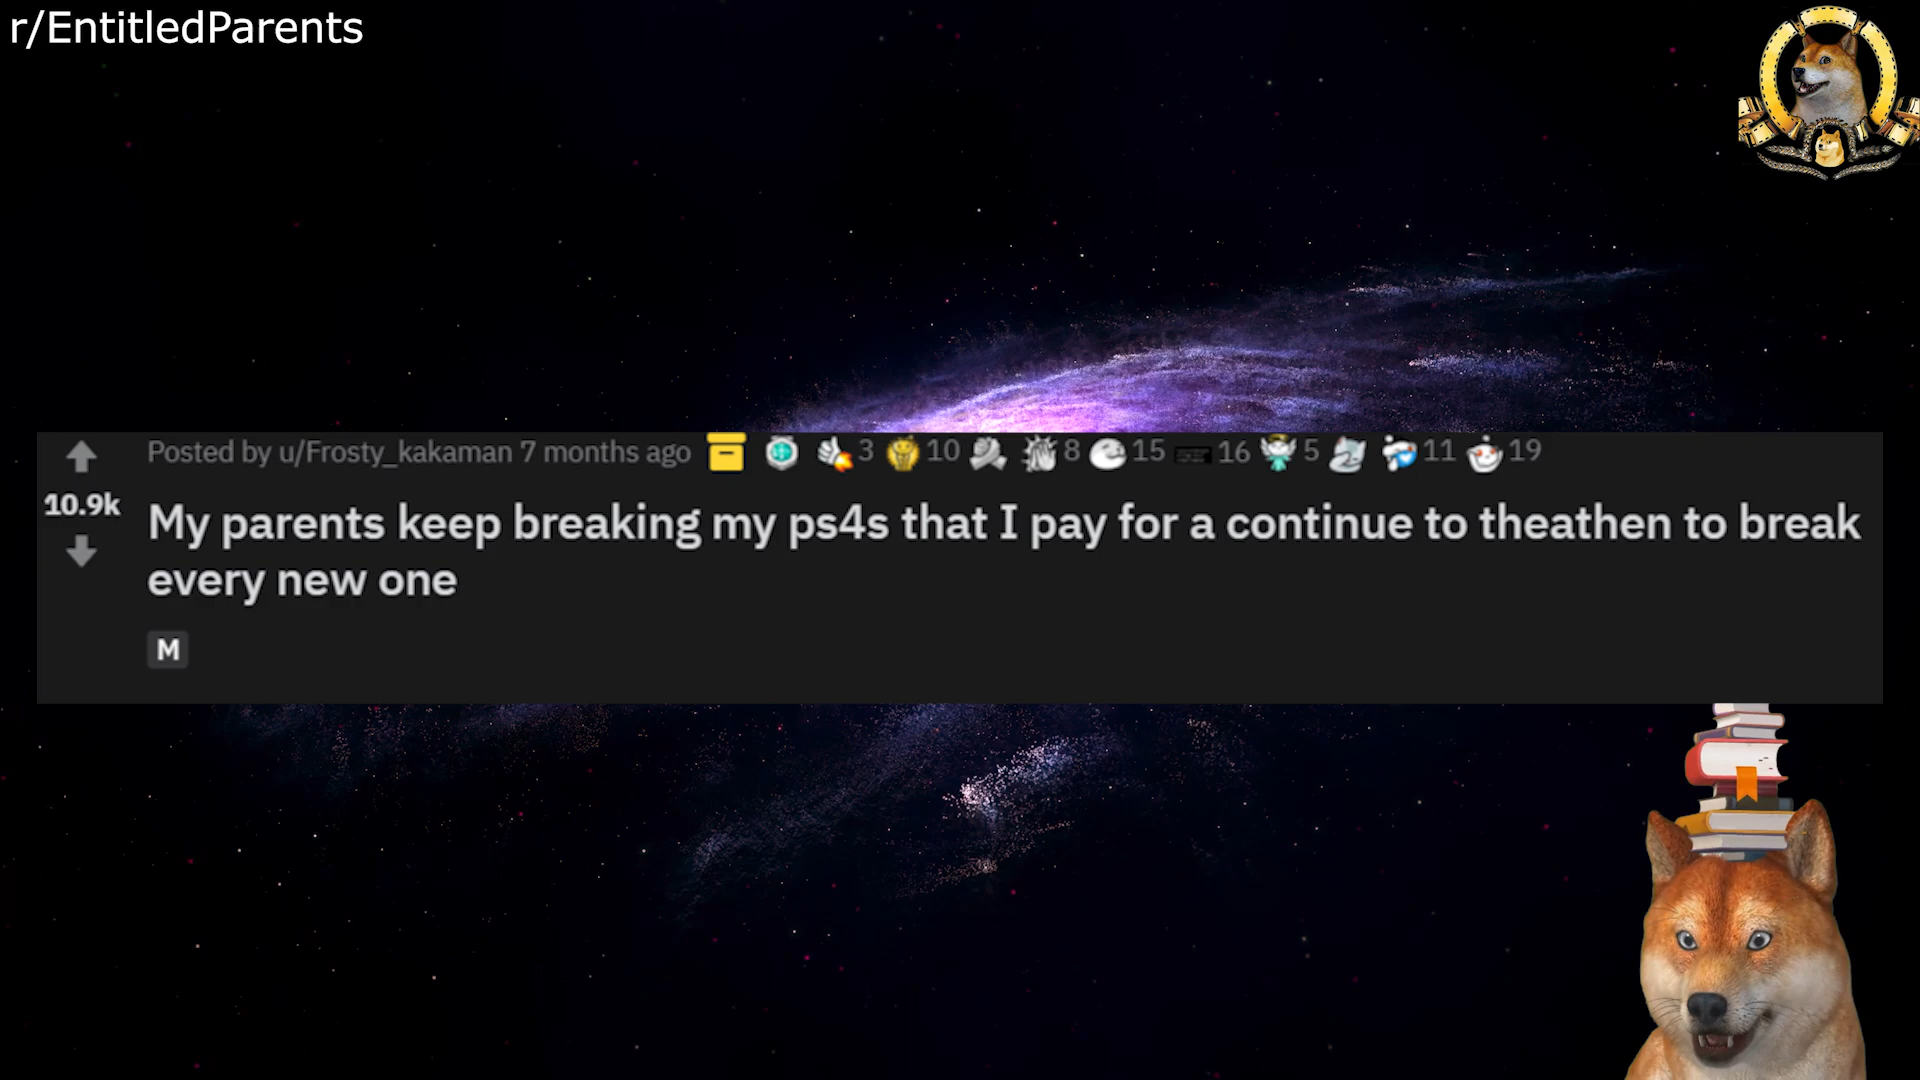 r/EntitledParents
Posted by u/Frosty_kakaman 7 months ago 3 10 8 15 16 5 11 19
10.9k
My parents keep breaking my ps4s that I pay for a continue to theathen to break
every new one
M